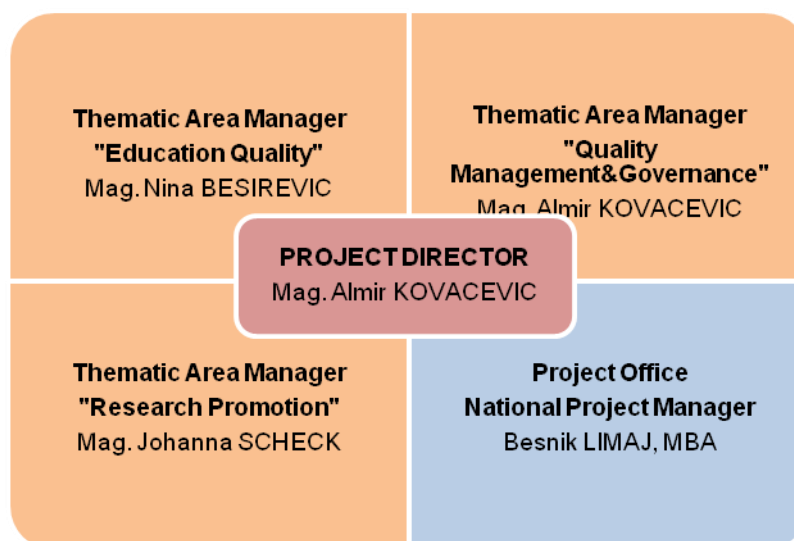 Thematic Area Manager
"Education Quality"
Mag. Nina BESIREVIC
Thematic Area Manager
"Quality
Management&Governance"
Mag. Almir KOVACEVIC
PROJECT DIRECTOR
Mag. Almir KOVACEVIC
Thematic Area Manager
"Research Promotion"
Mag. Johanna SCHECK
Project Office
National Project Manager
Besnik LIMAJ, MBA